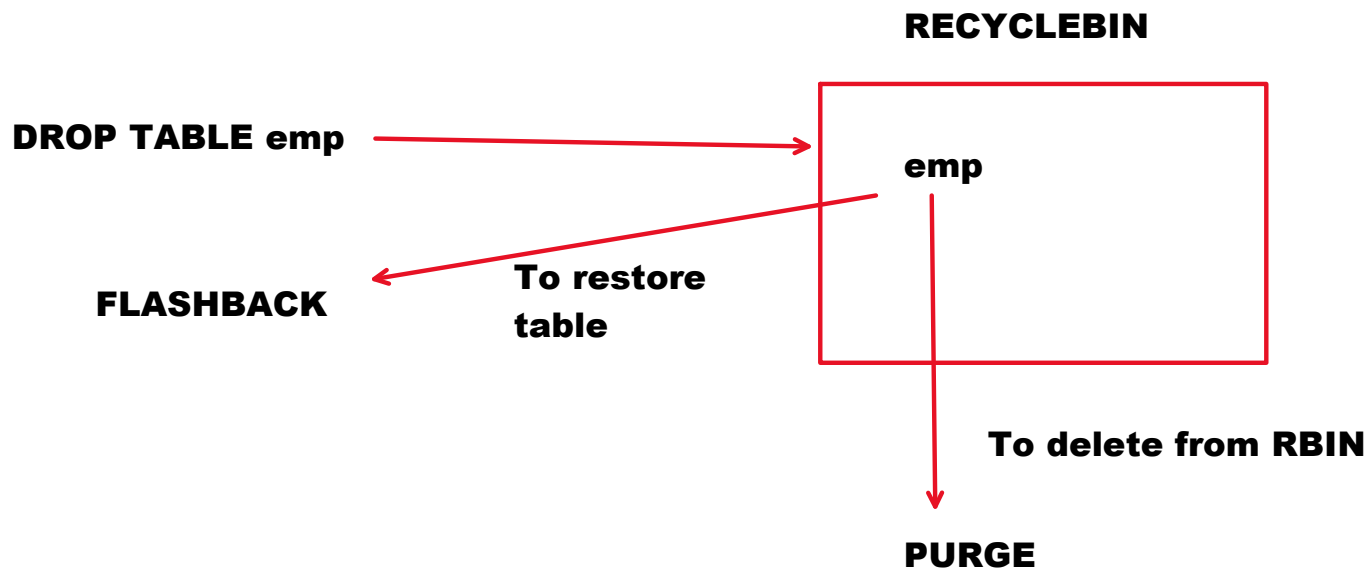 RECYCLEBIN
DROP TABLE emp
emp
To restore
table
FLASHBACK
To delete from RBIN
PURGE